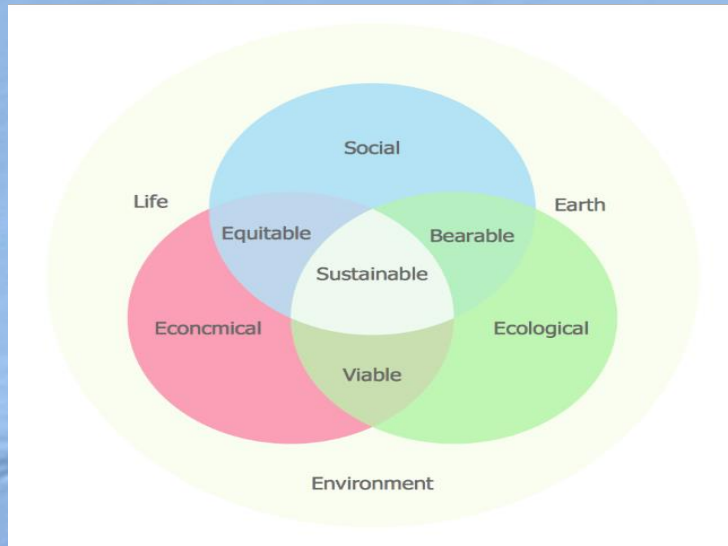 Social
Life
Earth
Equitable
Bearable
Sustainable
Econcmical
Ecological
Viable
Environment